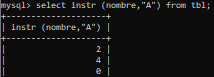 mysql> select instr (nombre,"A") from tbl;
+--------------------+
| instr (nombre,"A") |
+--------------------+
| 2 |
| 4 |
| 0 |